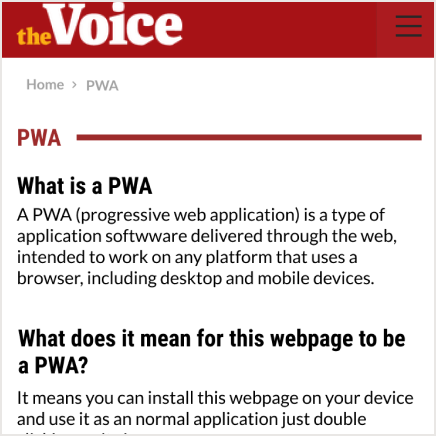 the Voice
Home > PWA
PWA
What is a PWA
A PWA (progressive web application) is a type of
application softwware delivered through the web,
intended to work on any platform that uses a
browser, including desktop and mobile devices.
What does it mean for this webpage to be
a PWA?
It means you can install this webpage on your device
and use it as an normal application just double